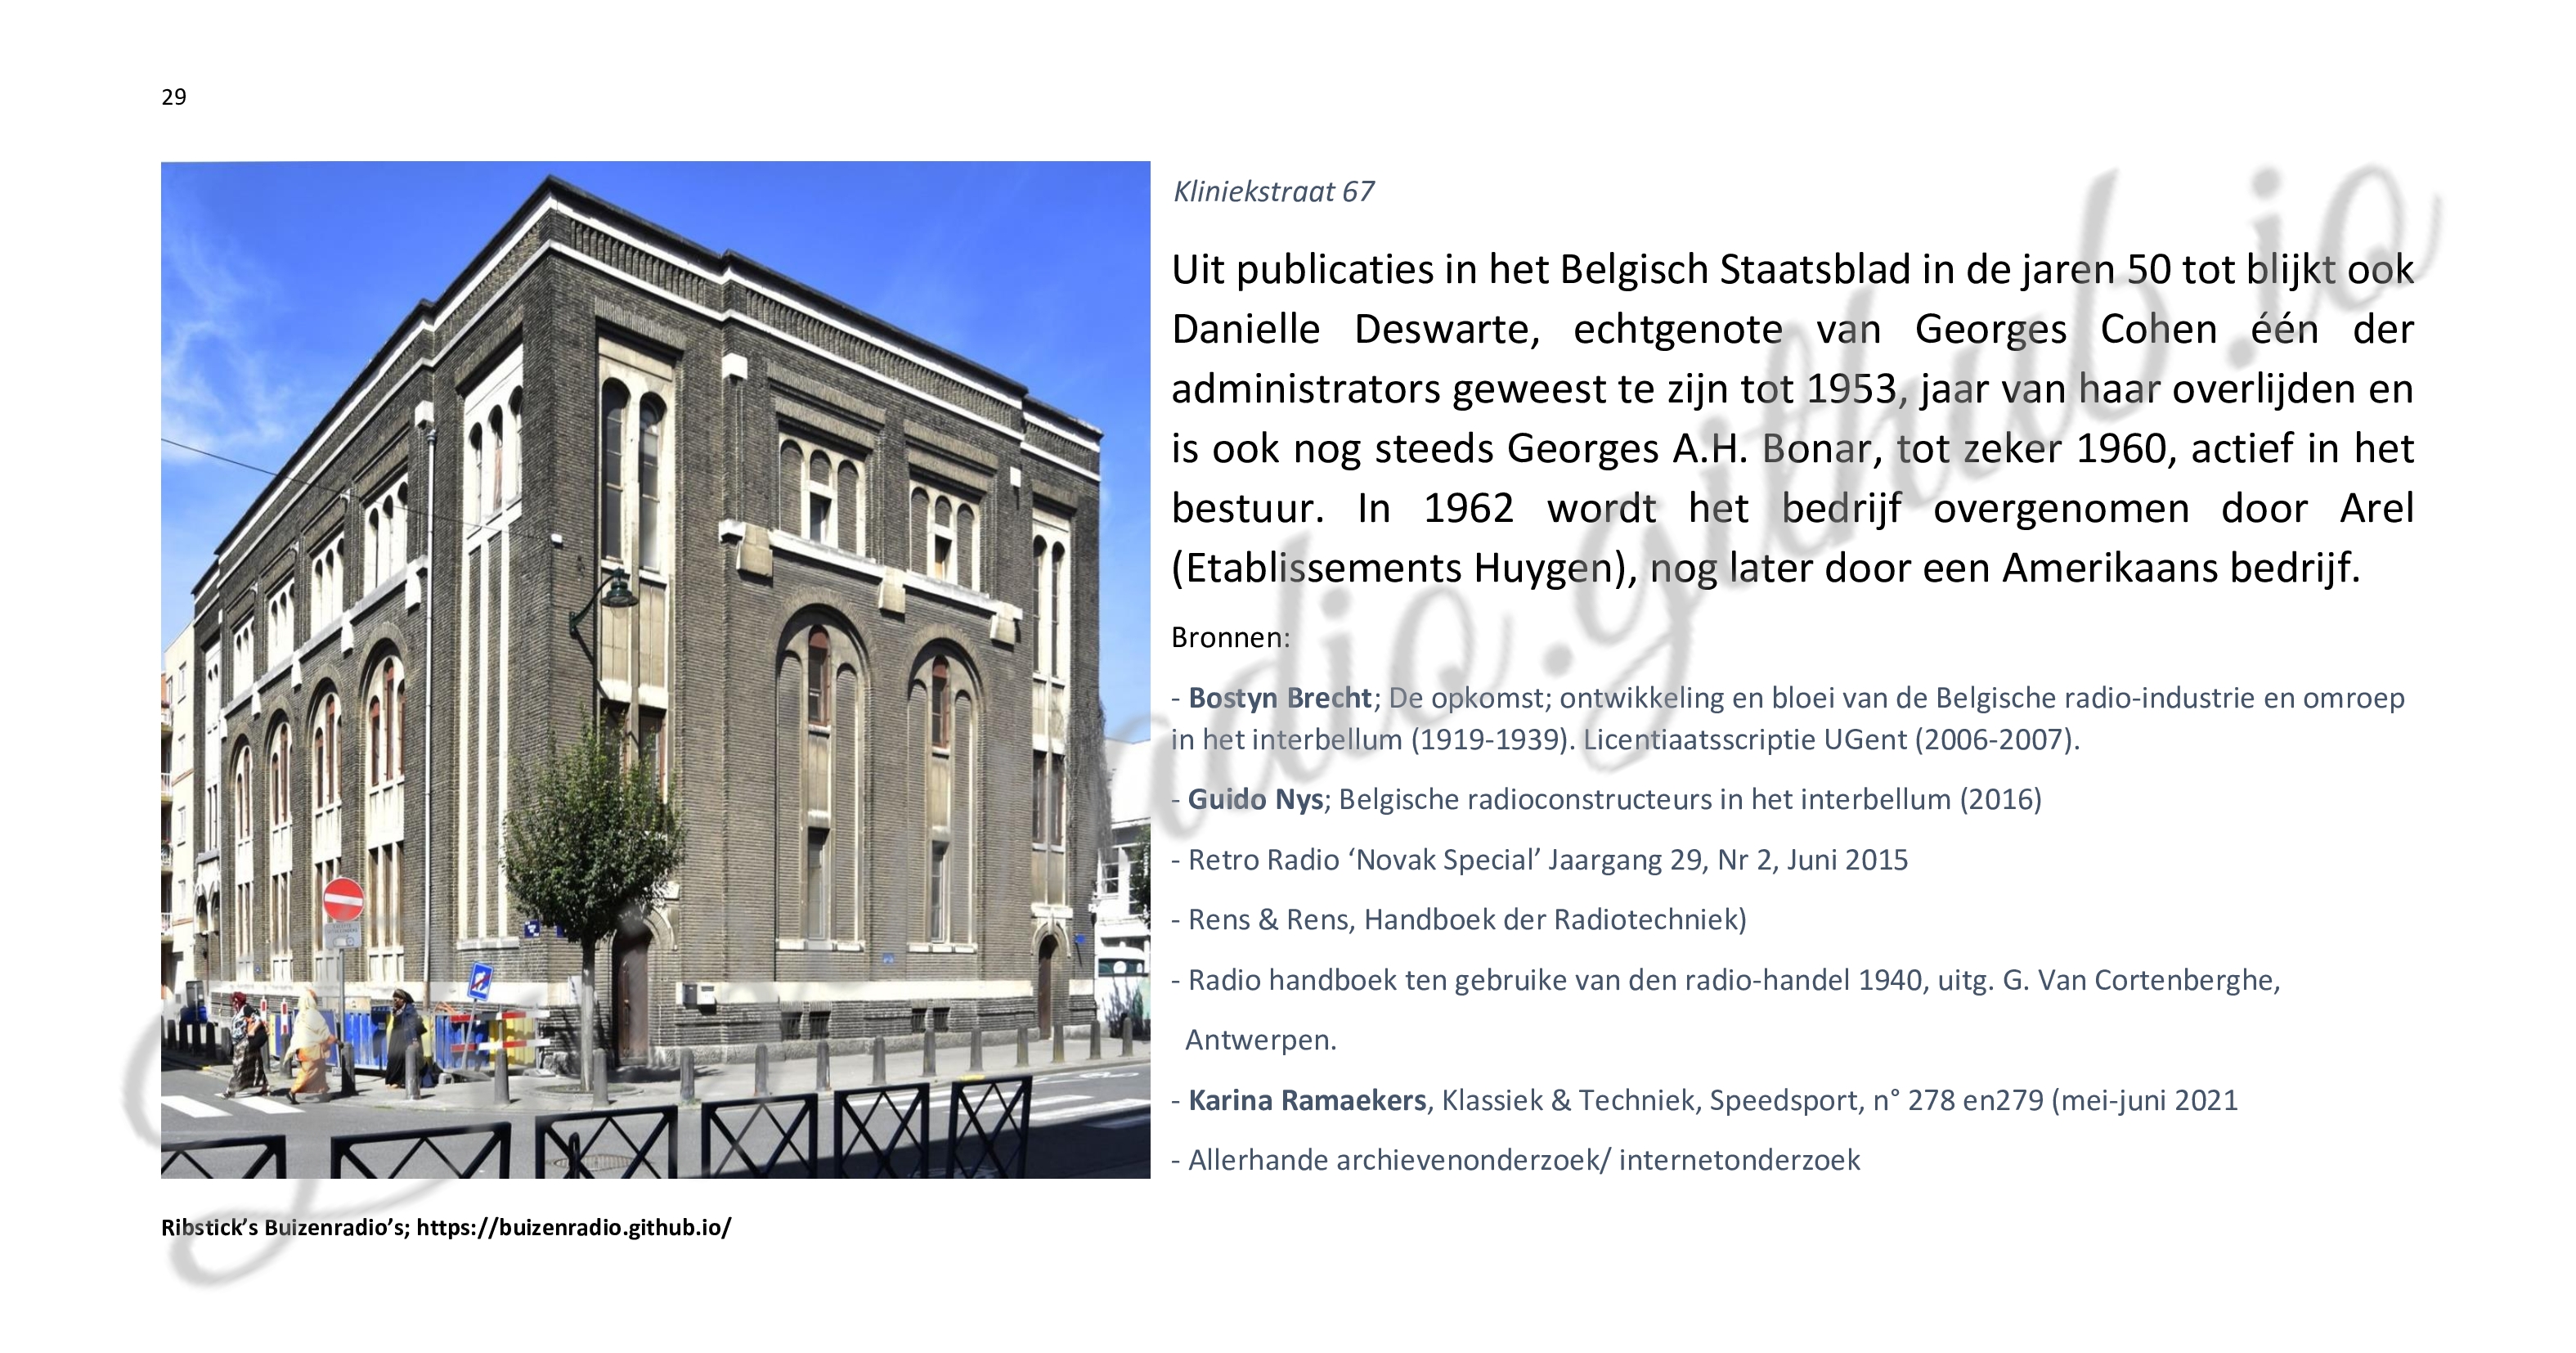 29
Kliniekstraat 67
Uit publicaties in het Belgisch Staatsblad in de jaren 50 tot blijkt ook
Danielle Deswarte, echtgenote van Georges Cohen één der
administrators geweest te zijn tot 1953, jaar van haar overlijden en
is ook nog steeds Georges A.H. Bonar, tot zeker 1960, actief in het
bestuur. In 1962 wordt het bedrijf overgenomen door Arel
(Etablissements Huygen), nog later door een Amerikaans bedrijf.
Bronnen:
- Bostyn Brecht; De opkomst; ontwikkeling en bloei van de Belgische radio-industrie en omroep
in het interbellum (1919-1939). Licentiaatsscriptie UGent (2006-2007).
- Guido Nys; Belgische radioconstructeurs in het interbellum (2016)
- Retro Radio ‘Novak Special’ Jaargang 29, Nr 2, Juni 2015
- Rens & Rens, Handboek der Radiotechniek)
- Radio handboek ten gebruike van den radio-handel 1940, uitg. G. Van Cortenberghe,
Antwerpen.
- Karina Ramaekers, Klassiek & Techniek, Speedsport, n° 278 en279 (mei-juni 2021
- Allerhande archievenonderzoek/ internetonderzoek
Ribstick’s Buizenradio’s; https://buizenradio.github.io/